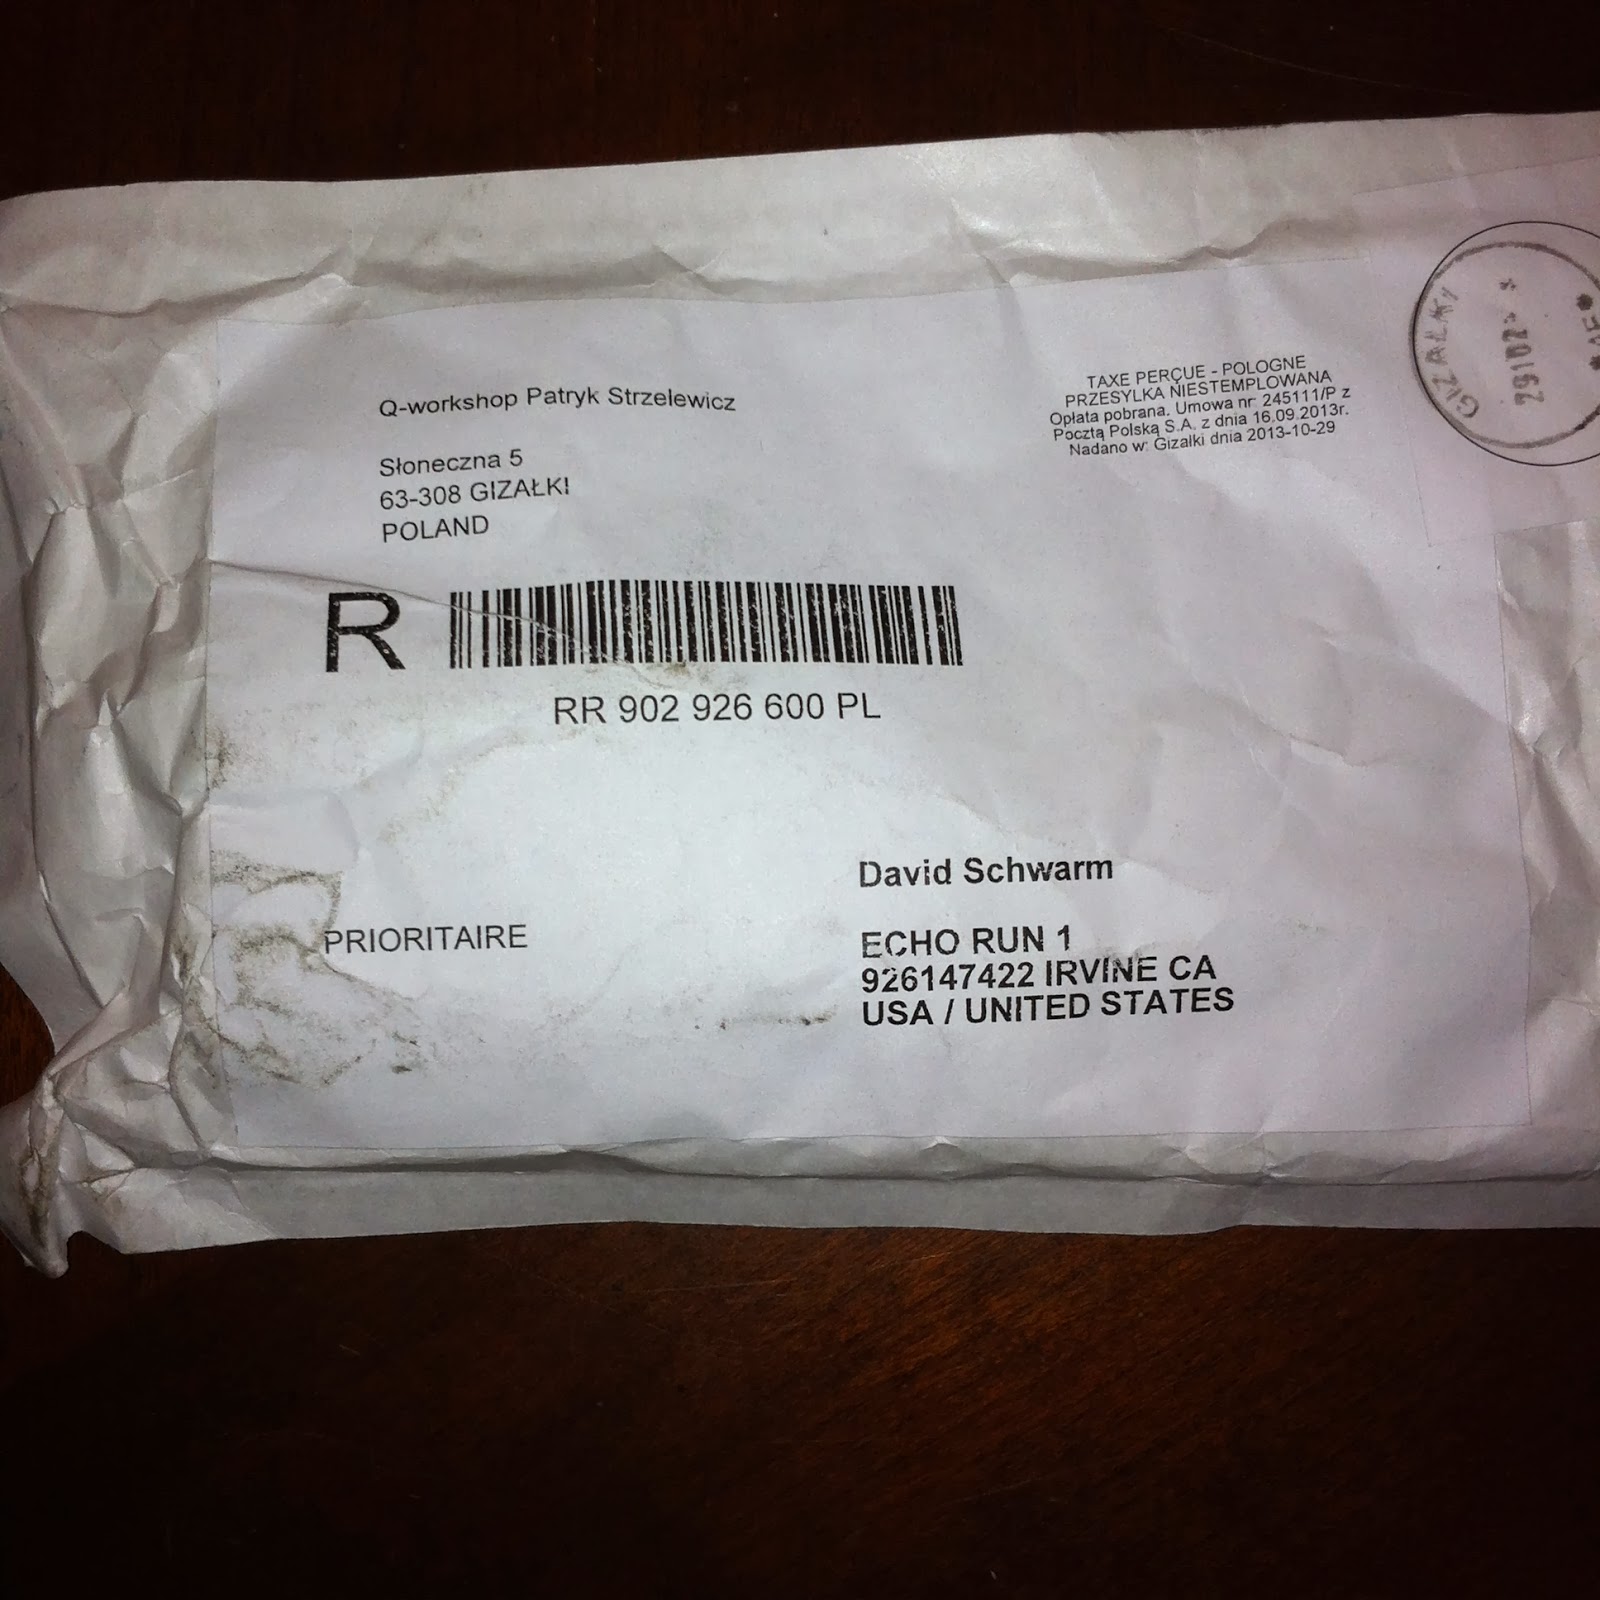 Q-workshop Patryk Strzelewicz
Słoneczna 5
63-308 GIZAŁKI
POLAND
TAXE PERÇUE - POLOGNE
PRZESYLKA NIESTEMPLOWANA
Opłata pobrana. Umowa nr 245111/P z
Pocztą Polską S.A. z dnia 16.09.2013r.
Nadano w: Gizałki dnia 2013-10-29
GIZAŁKI
R
RR 902 926 600 PL
PRIORITAIRE
David Schwarm
ECHO RUN 1
926147422 IRVINE CA
USA / UNITED STATES